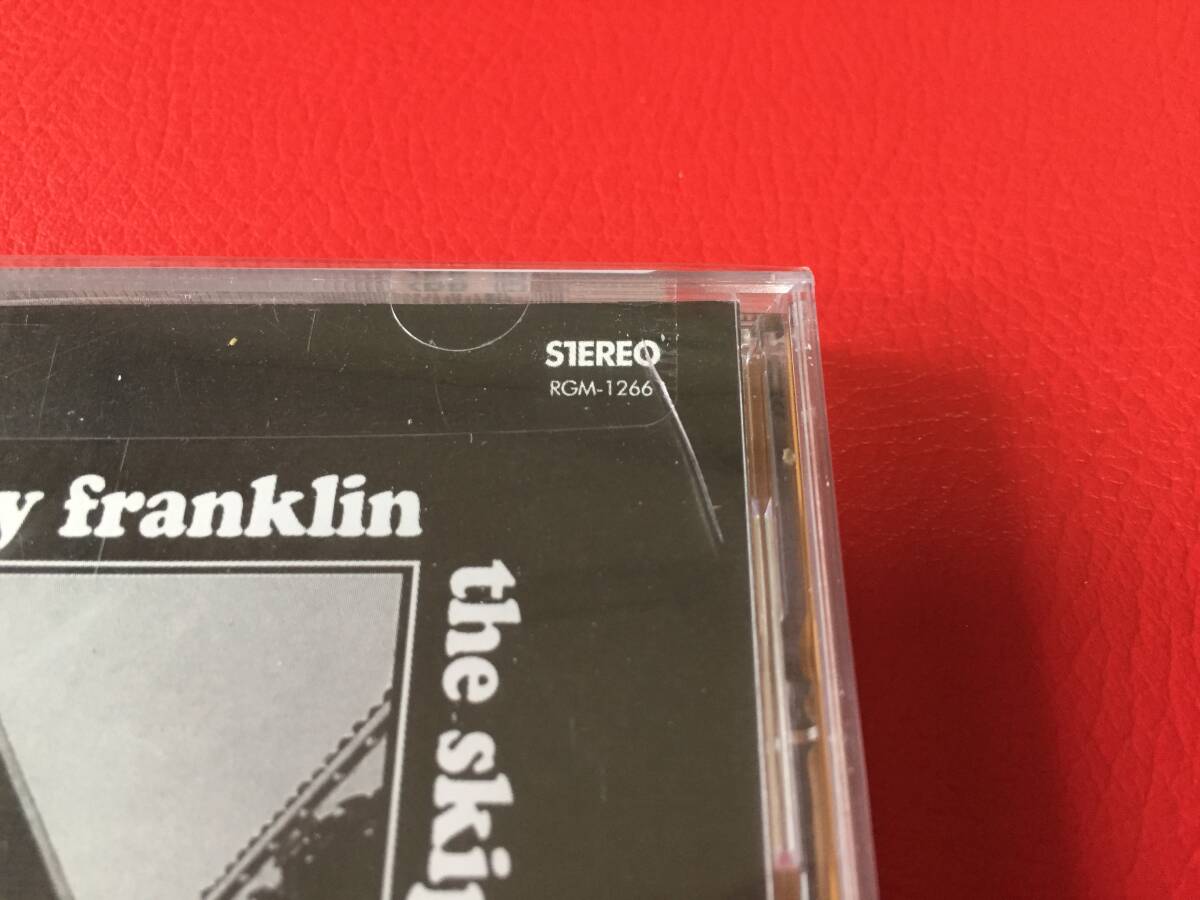 STEREO
RGM-1266
y franklin
the ski